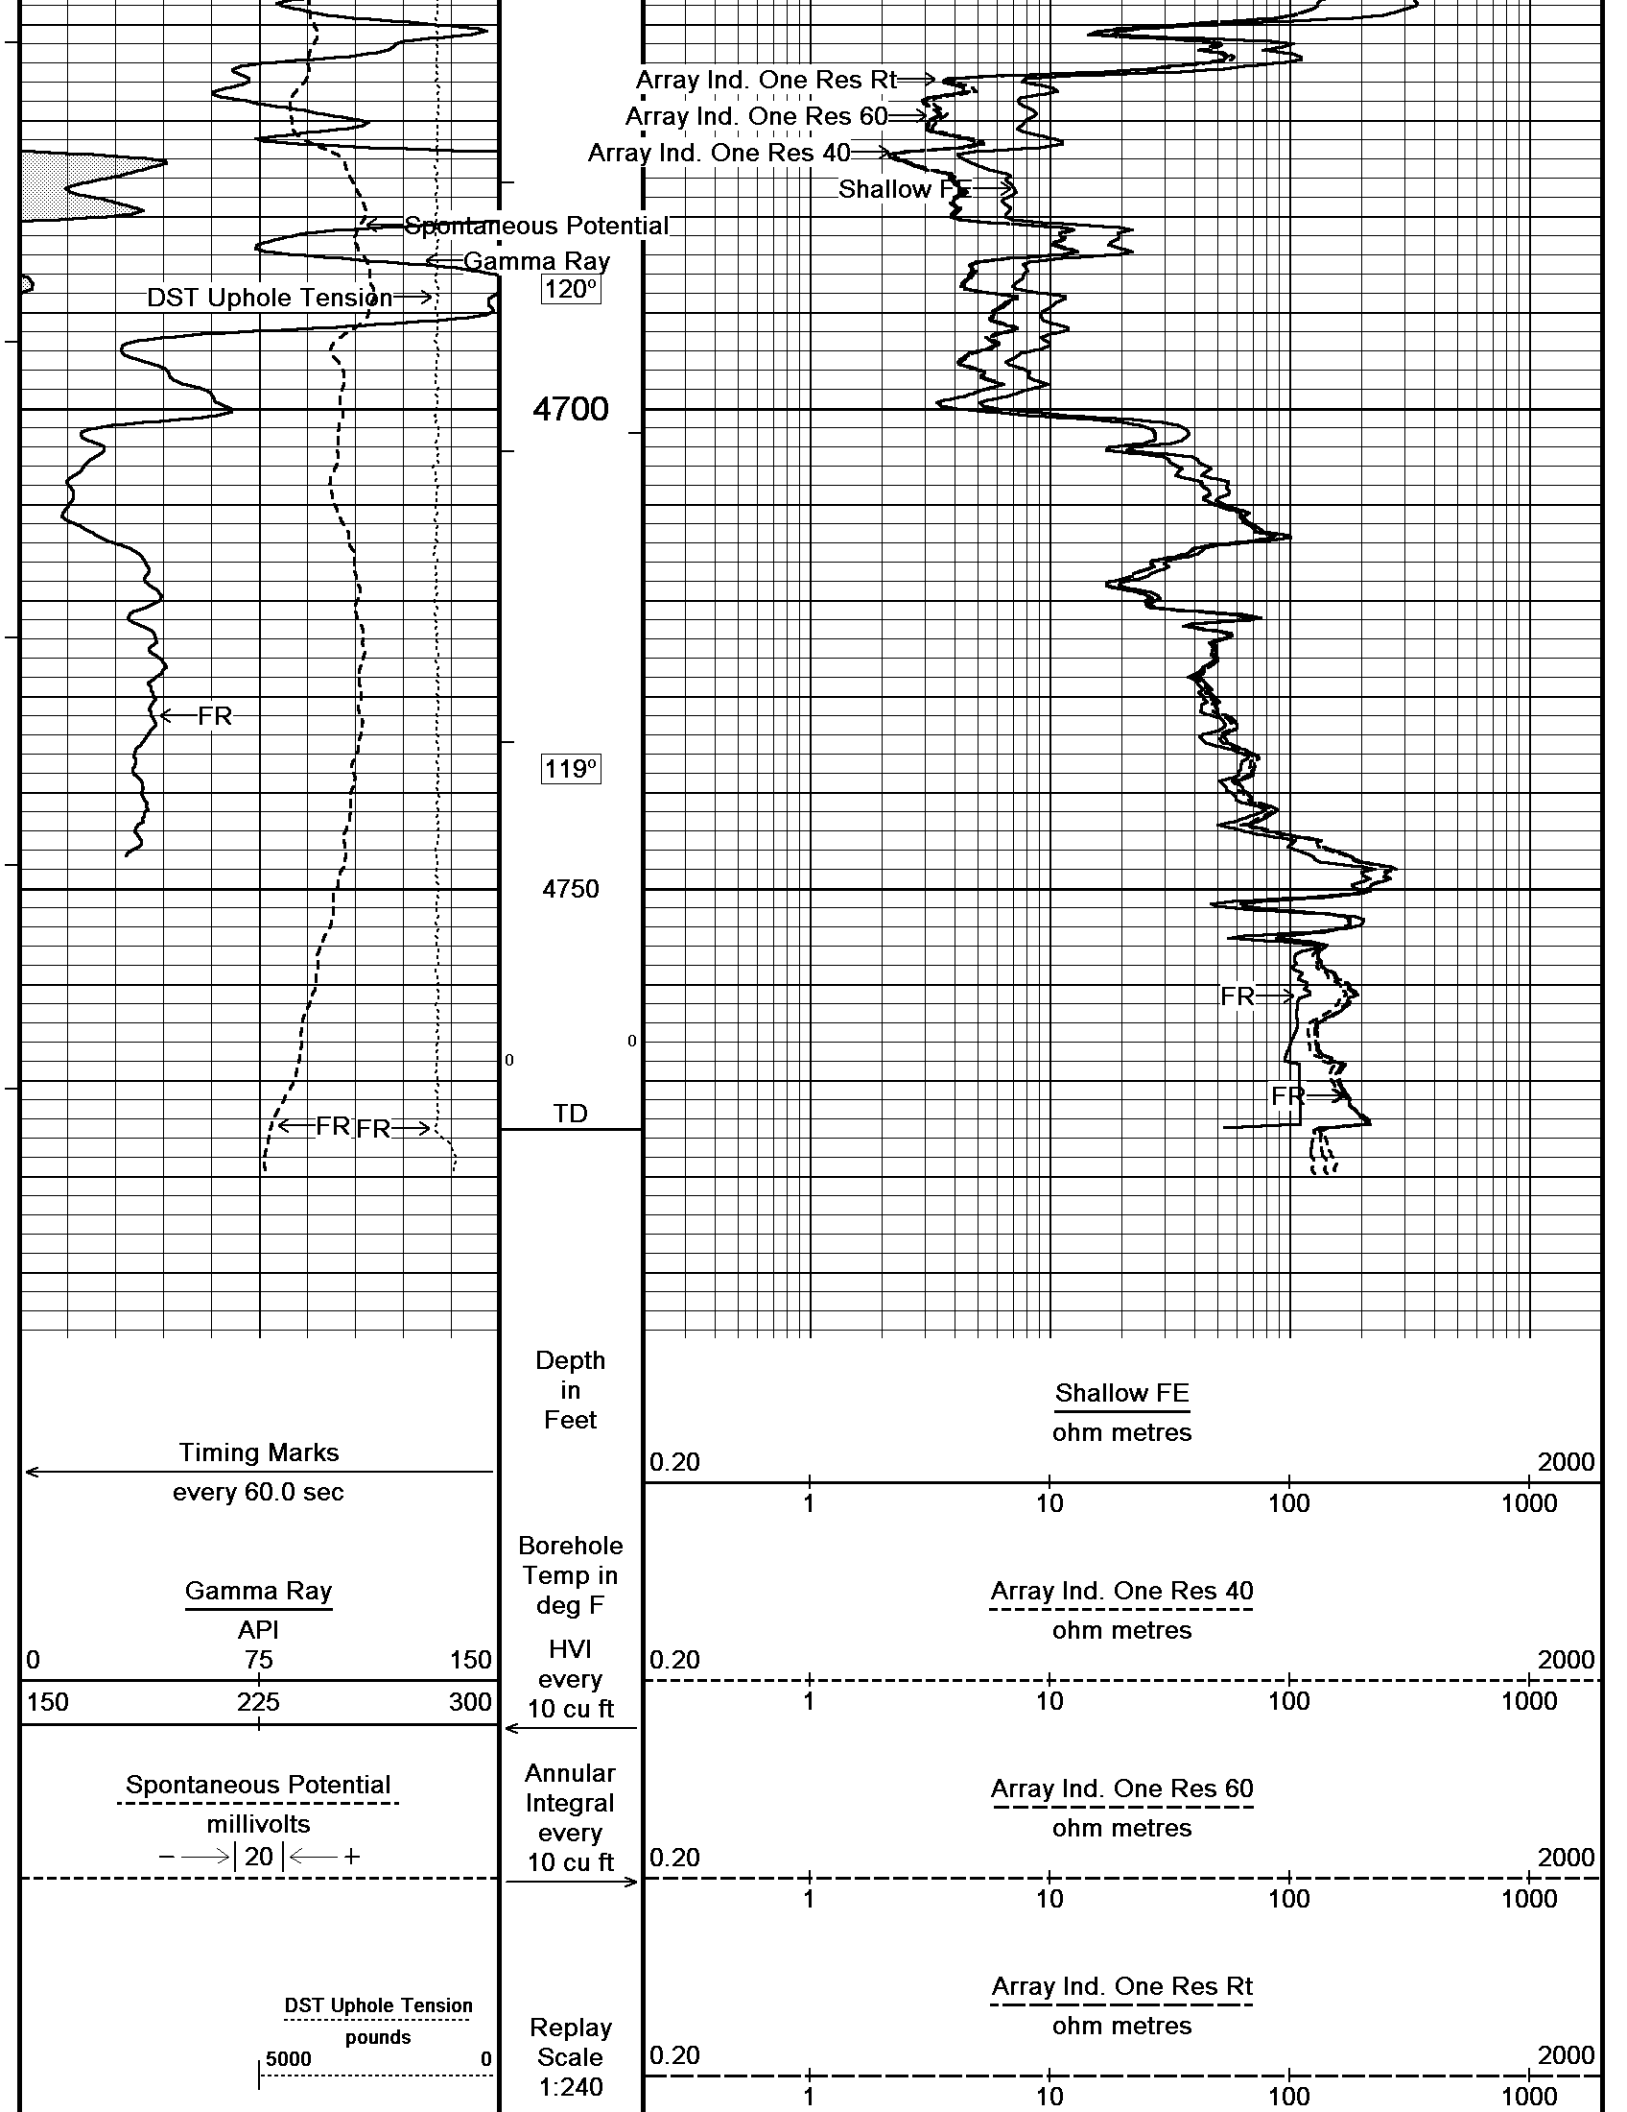 Array Ind. One Res Rt
Array Ind. One Res 60
Array Ind. One Res 40
Shallow FE
Spontaneous Potential
Gamma Ray
120°
DST Uphole Tension
4700
FR
119°
4750
FR
0
0
FR
TD
FR FR
Depth
in
Feet
Shallow FE
ohm metres
0.20 2000
1 10 100 1000
Timing Marks
every 60.0 sec
Borehole
Temp in
deg F
Gamma Ray
API
0 75 150
150 225 300
HVI
every
10 cu ft
Array Ind. One Res 40
ohm metres
0.20 2000
1 10 100 1000
Spontaneous Potential
millivolts
− 20 +
Annular
Integral
every
10 cu ft
Array Ind. One Res 60
ohm metres
0.20 2000
1 10 100 1000
DST Uphole Tension
pounds
5000 0
Replay
Scale
1:240
Array Ind. One Res Rt
ohm metres
0.20 2000
1 10 100 1000